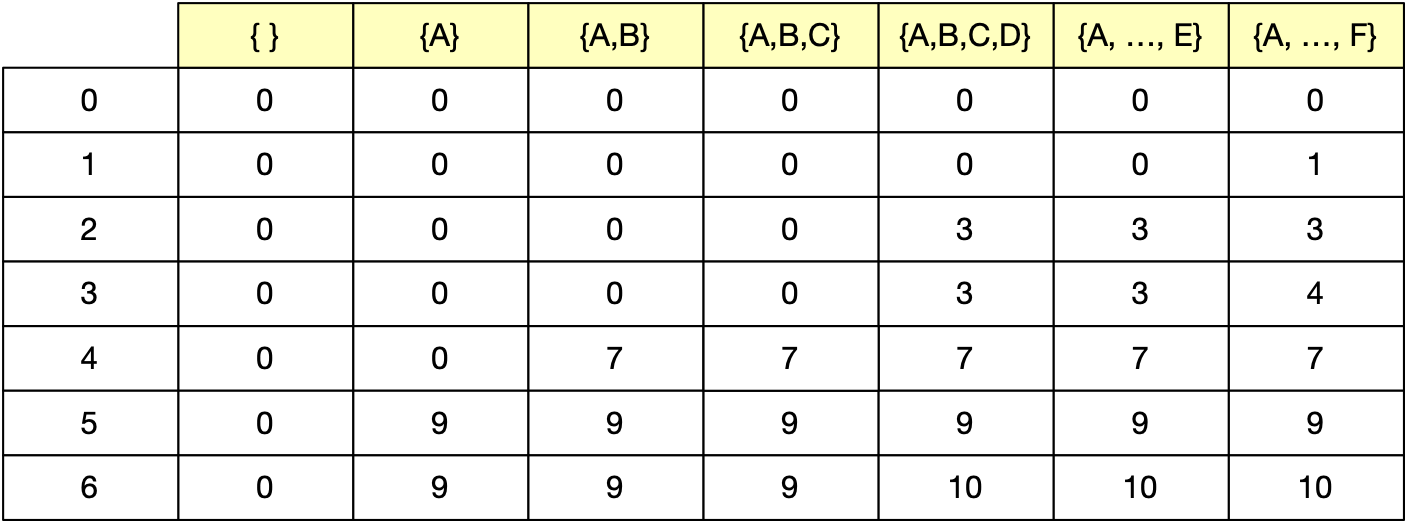 { } {A} {A,B} {A,B,C} {A,B,C,D} {A, ..., E} {A, ..., F}
0 0 0 0 0 0 0 0
1 0 0 0 0 0 0 1
2 0 0 0 0 3 3 3
3 0 0 0 0 3 3 4
4 0 0 7 7 7 7 7
5 0 9 9 9 9 9 9
6 0 9 9 9 10 10 10